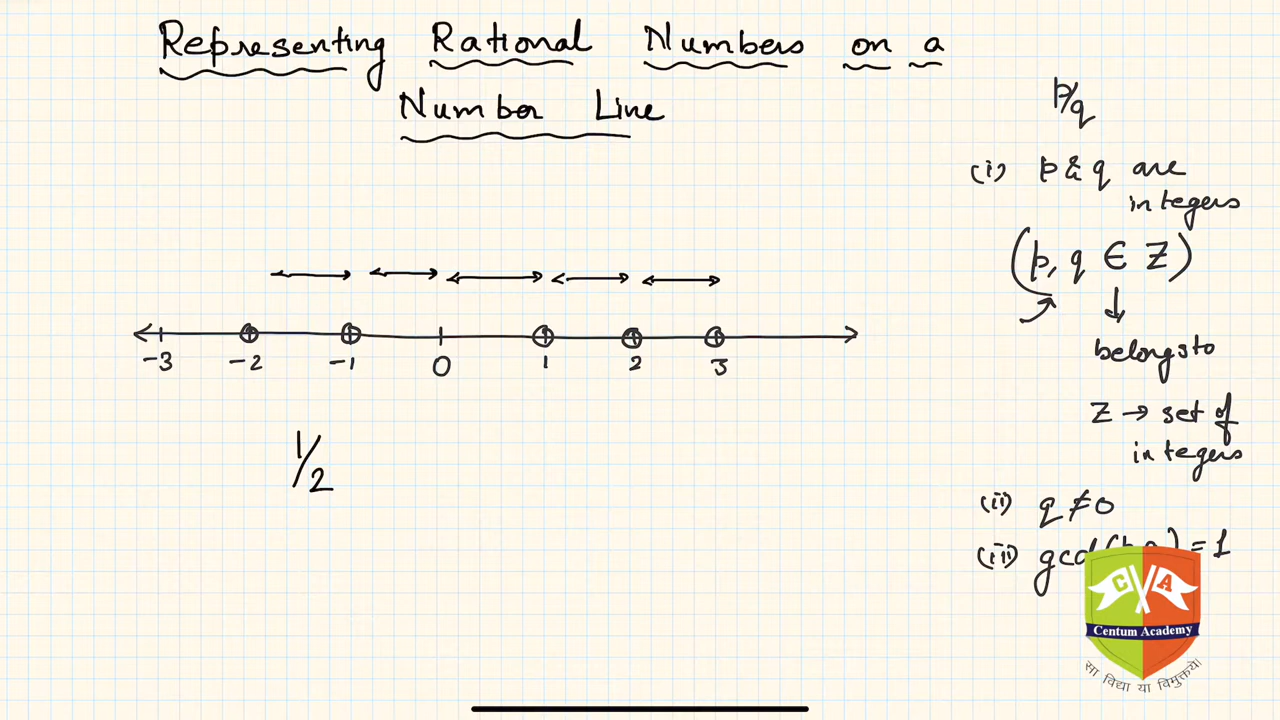 Representing Rational Numbers on a
Number Line
p/q
(i) p & q are
integers
(p, q ∈ Z)
belongs to
Z → set of
integers
(ii) q ≠ 0
(iii) gcd( ) = 1
-3 -2 -1 0 1 2 3
1/2
C A
Centum Academy
सा विद्या या विमुक्तये